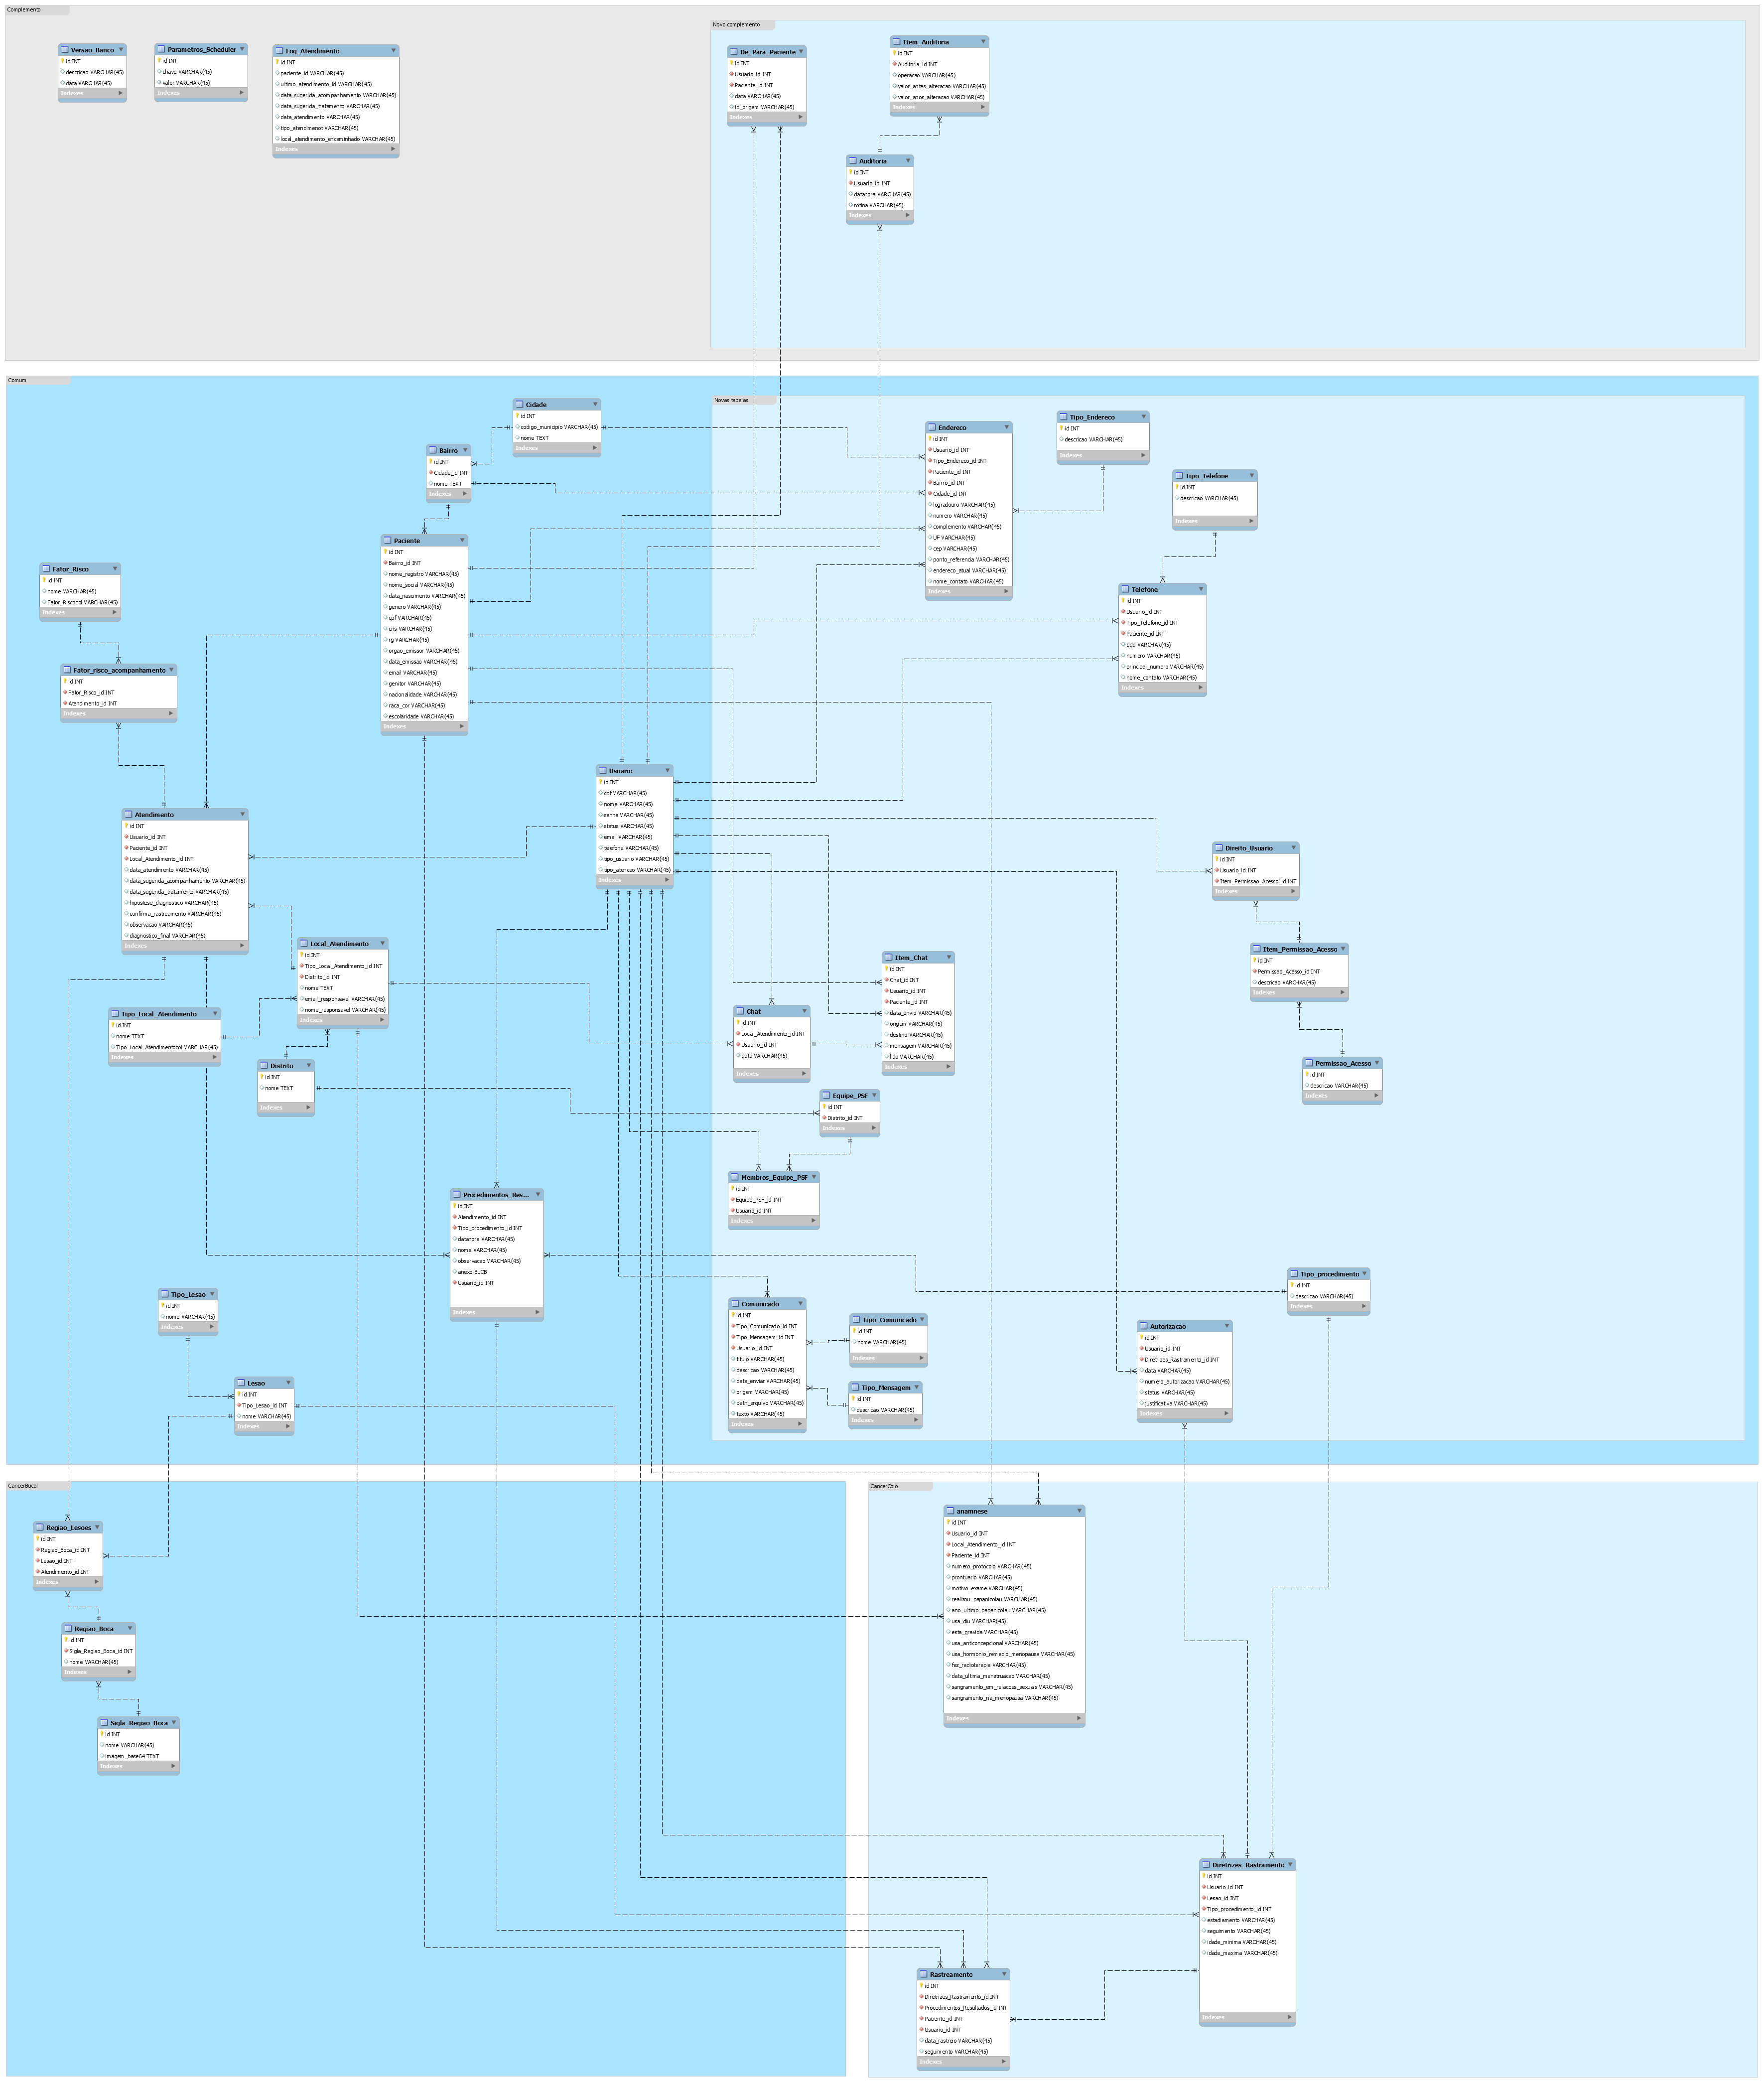 Complemento
Versao_Banco
id INT
descricao VARCHAR(45)
data VARCHAR(45)
Indexes
Parametros_Scheduler
id INT
chave VARCHAR(45)
valor VARCHAR(45)
Indexes
Log_Atendimento
id INT
paciente_id VARCHAR(45)
ultimo_atendimento_id VARCHAR(45)
data_sugerida_acompanhamento VARCHAR(45)
data_sugerida_tratamento VARCHAR(45)
data_atendimento VARCHAR(45)
tipo_atendimenot VARCHAR(45)
local_atendimento_encaminhado VARCHAR(45)
Indexes
Novo complemento
De_Para_Paciente
id INT
Usuario_id INT
Paciente_id INT
data VARCHAR(45)
id_origem VARCHAR(45)
Indexes
Item_Auditoria
id INT
Auditoria_id INT
operacao VARCHAR(45)
valor_antes_alteracao VARCHAR(45)
valor_apos_alteracao VARCHAR(45)
Indexes
Auditoria
id INT
Usuario_id INT
datahora VARCHAR(45)
rotina VARCHAR(45)
Indexes
Comum
Cidade
id INT
codigo_municipio VARCHAR(45)
nome TEXT
Indexes
Bairro
id INT
Cidade_id INT
nome TEXT
Indexes
Paciente
id INT
Bairro_id INT
nome_registro VARCHAR(45)
nome_social VARCHAR(45)
data_nascimento VARCHAR(45)
genero VARCHAR(45)
cpf VARCHAR(45)
cns VARCHAR(45)
rg VARCHAR(45)
orgao_emissor VARCHAR(45)
data_emissao VARCHAR(45)
email VARCHAR(45)
genitor VARCHAR(45)
nacionalidade VARCHAR(45)
raca_cor VARCHAR(45)
escolaridade VARCHAR(45)
Indexes
Fator_Risco
id INT
nome VARCHAR(45)
Fator_Riscocol VARCHAR(45)
Indexes
Fator_risco_acompanhamento
id INT
Fator_Risco_id INT
Atendimento_id INT
Indexes
Usuario
id INT
cpf VARCHAR(45)
nome VARCHAR(45)
senha VARCHAR(45)
status VARCHAR(45)
email VARCHAR(45)
telefone VARCHAR(45)
tipo_usuario VARCHAR(45)
tipo_atencao VARCHAR(45)
Indexes
Atendimento
id INT
Usuario_id INT
Paciente_id INT
Local_Atendimento_id INT
data_atendimento VARCHAR(45)
data_sugerida_acompanhamento VARCHAR(45)
data_sugerida_tratamento VARCHAR(45)
hipostese_diagnostico VARCHAR(45)
confirma_rastreamento VARCHAR(45)
observacao VARCHAR(45)
diagnostico_final VARCHAR(45)
Indexes
Local_Atendimento
id INT
Tipo_Local_Atendimento_id INT
Distrito_id INT
nome TEXT
email_responsavel VARCHAR(45)
nome_responsavel VARCHAR(45)
Indexes
Tipo_Local_Atendimento
id INT
nome TEXT
Tipo_Local_Atendimentocol VARCHAR(45)
Indexes
Distrito
id INT
nome TEXT
Indexes
Procedimentos_Res...
id INT
Atendimento_id INT
Tipo_procedimento_id INT
datahora VARCHAR(45)
nome VARCHAR(45)
observacao VARCHAR(45)
anexo BLOB
Usuario_id INT
Indexes
Tipo_Lesao
id INT
nome VARCHAR(45)
Indexes
Lesao
id INT
Tipo_Lesao_id INT
nome VARCHAR(45)
Indexes
Novas tabelas
Endereco
id INT
Usuario_id INT
Tipo_Endereco_id INT
Paciente_id INT
Bairro_id INT
Cidade_id INT
logradouro VARCHAR(45)
numero VARCHAR(45)
complemento VARCHAR(45)
UF VARCHAR(45)
cep VARCHAR(45)
ponto_referencia VARCHAR(45)
endereco_atual VARCHAR(45)
nome_contato VARCHAR(45)
Indexes
Tipo_Endereco
id INT
descricao VARCHAR(45)
Indexes
Tipo_Telefone
id INT
descricao VARCHAR(45)
Indexes
Telefone
id INT
Usuario_id INT
Tipo_Telefone_id INT
Paciente_id INT
ddd VARCHAR(45)
numero VARCHAR(45)
principal_numero VARCHAR(45)
nome_contato VARCHAR(45)
Indexes
Direito_Usuario
id INT
Usuario_id INT
Item_Permissao_Acesso_id INT
Indexes
Item_Permissao_Acesso
id INT
Permissao_Acesso_id INT
descricao VARCHAR(45)
Indexes
Permissao_Acesso
id INT
descricao VARCHAR(45)
Indexes
Item_Chat
id INT
Chat_id INT
Usuario_id INT
Paciente_id INT
data_envio VARCHAR(45)
origem VARCHAR(45)
destino VARCHAR(45)
mensagem VARCHAR(45)
lida VARCHAR(45)
Indexes
Chat
id INT
Local_Atendimento_id INT
Usuario_id INT
data VARCHAR(45)
Indexes
Equipe_PSF
id INT
Distrito_id INT
Indexes
Membros_Equipe_PSF
id INT
Equipe_PSF_id INT
Usuario_id INT
Indexes
Comunicado
id INT
Tipo_Comunicado_id INT
Tipo_Mensagem_id INT
Usuario_id INT
titulo VARCHAR(45)
descricao VARCHAR(45)
data_enviar VARCHAR(45)
origem VARCHAR(45)
path_arquivo VARCHAR(45)
texto VARCHAR(45)
Indexes
Tipo_Comunicado
id INT
nome VARCHAR(45)
Indexes
Tipo_Mensagem
id INT
descricao VARCHAR(45)
Indexes
Tipo_procedimento
id INT
descricao VARCHAR(45)
Indexes
Autorizacao
id INT
Usuario_id INT
Diretrizes_Rastramento_id INT
data VARCHAR(45)
numero_autorizacao VARCHAR(45)
status VARCHAR(45)
justificativa VARCHAR(45)
Indexes
CancerBucal
Regiao_Lesoes
id INT
Regiao_Boca_id INT
Lesao_id INT
Atendimento_id INT
Indexes
Regiao_Boca
id INT
Sigla_Regiao_Boca_id INT
nome VARCHAR(45)
Indexes
Sigla_Regiao_Boca
id INT
nome VARCHAR(45)
imagem_base64 TEXT
Indexes
CancerColo
anamnese
id INT
Usuario_id INT
Local_Atendimento_id INT
Paciente_id INT
numero_protocolo VARCHAR(45)
prontuario VARCHAR(45)
motivo_exame VARCHAR(45)
realizou_papanicolau VARCHAR(45)
ano_ultimo_papanicolau VARCHAR(45)
usa_diu VARCHAR(45)
esta_gravida VARCHAR(45)
usa_anticoncepcional VARCHAR(45)
usa_hormonio_remedio_menopausa VARCHAR(45)
fez_radioterapia VARCHAR(45)
data_ultima_menstruacao VARCHAR(45)
sangramento_em_relacoes_sexuais VARCHAR(45)
sangramento_na_menopausa VARCHAR(45)
Indexes
Diretrizes_Rastramento
id INT
Usuario_id INT
Lesao_id INT
Tipo_procedimento_id INT
estadiamento VARCHAR(45)
seguimento VARCHAR(45)
idade_minima VARCHAR(45)
idade_maxima VARCHAR(45)
Indexes
Rastreamento
id INT
Diretrizes_Rastramento_id INT
Procedimentos_Resultados_id INT
Paciente_id INT
Usuario_id INT
data_rastreio VARCHAR(45)
seguimento VARCHAR(45)
Indexes